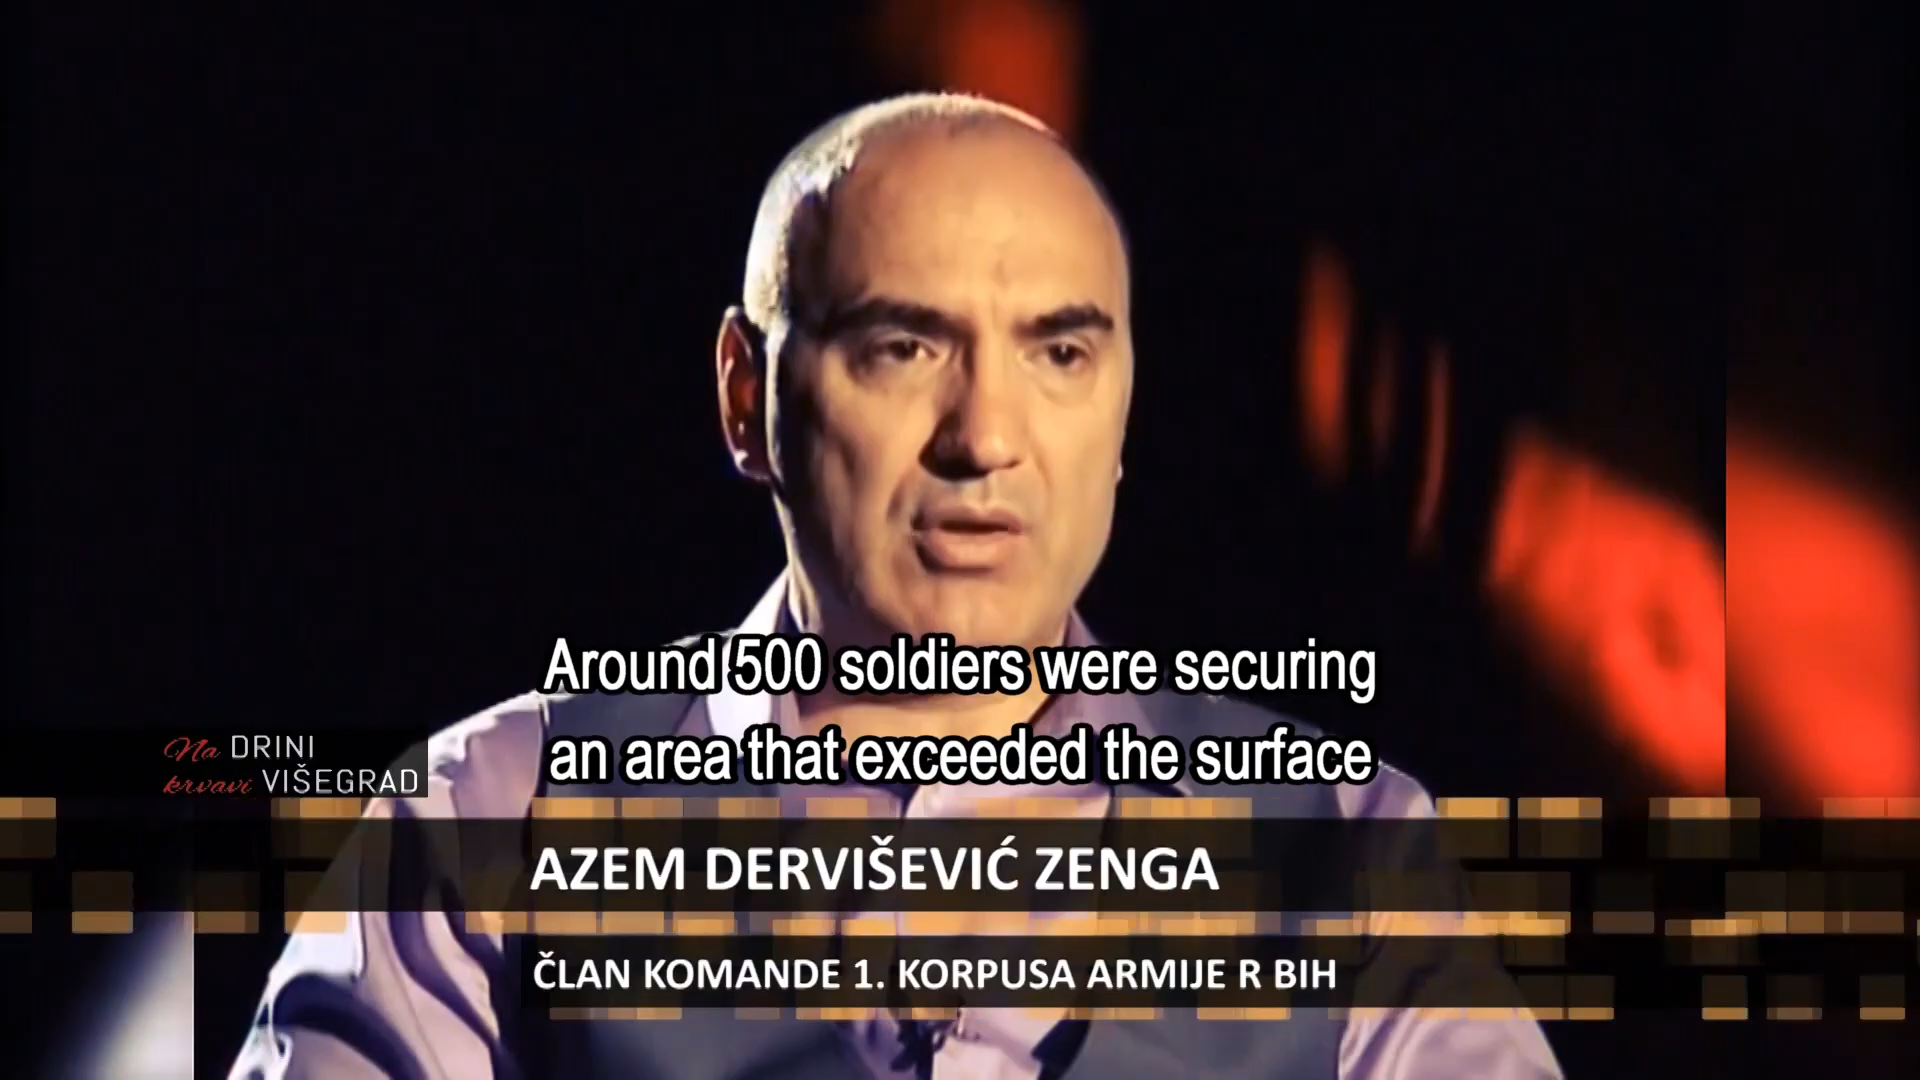 Around 500 soldiers were securing
an area that exceeded the surface
Na DRINI
krvavi VIŠEGRAD
AZEM DERVIŠEVIĆ ZENGA
ČLAN KOMANDE 1. KORPUSA ARMIJE R BIH